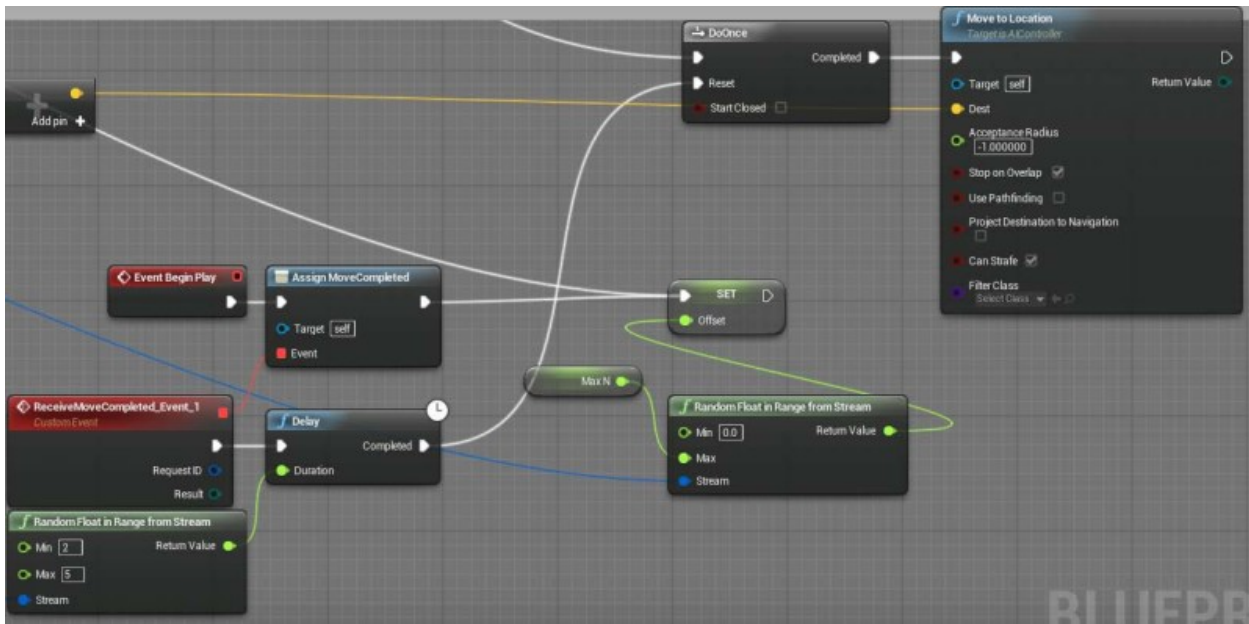 Add pin
DoOnce
Completed
Reset
Start Closed
Move to Location
Target is AIController
Target self
Return Value
Dest
Acceptance Radius
-1.000000
Stop on Overlap
Use Pathfinding
Project Destination to Navigation
Can Strafe
Filter Class
Select Class
Event Begin Play
Assign MoveCompleted
Target self
Event
SET
Offset
Max N
ReceiveMoveCompleted_Event_1
Custom Event
Request ID
Result
Delay
Completed
Duration
Random Float in Range from Stream
Min 0.0
Return Value
Max
Stream
Random Float in Range from Stream
Min 2
Return Value
Max 5
Stream
BLUEPR